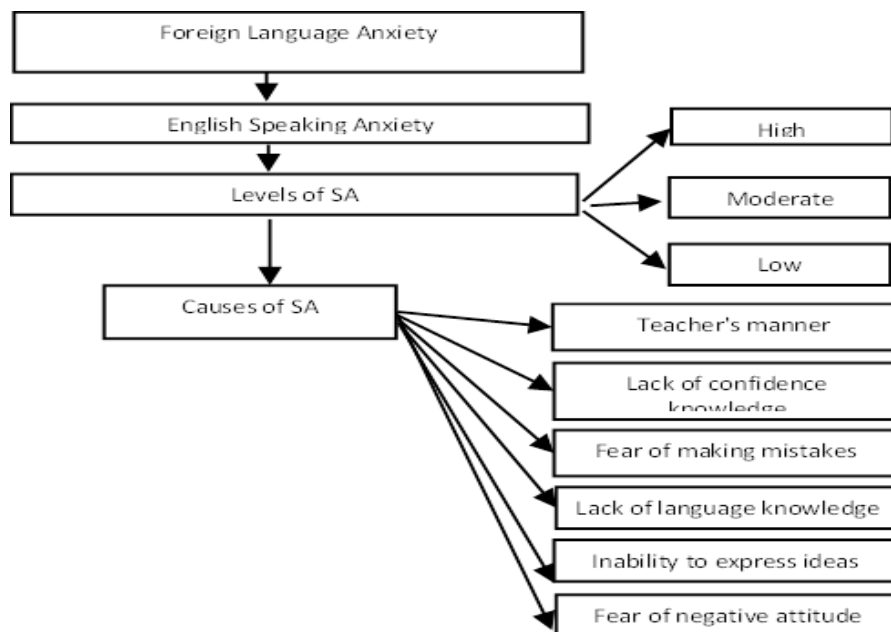 Foreign Language Anxiety
English Speaking Anxiety
High
Levels of SA
Moderate
Low
Causes of SA
Teacher's manner
Lack of confidence
knowledge
Fear of making mistakes
Lack of language knowledge
Inability to express ideas
Fear of negative attitude